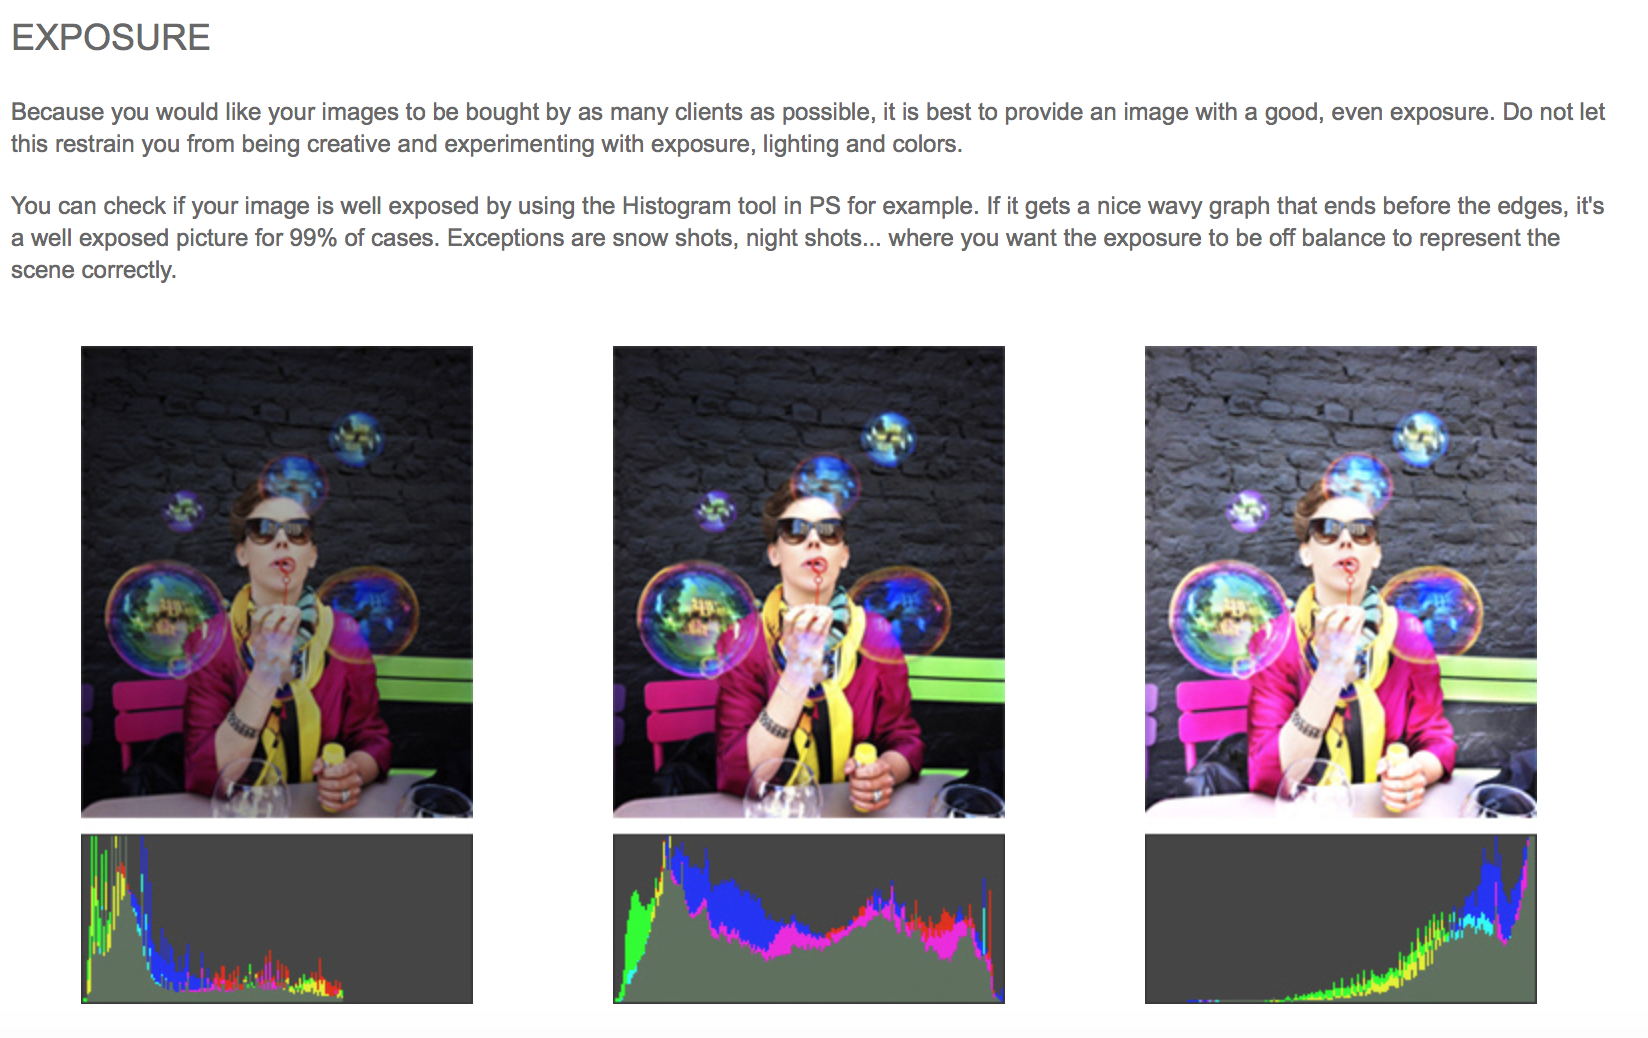 EXPOSURE
Because you would like your images to be bought by as many clients as possible, it is best to provide an image with a good, even exposure. Do not let
this restrain you from being creative and experimenting with exposure, lighting and colors.
You can check if your image is well exposed by using the Histogram tool in PS for example. If it gets a nice wavy graph that ends before the edges, it's
a well exposed picture for 99% of cases. Exceptions are snow shots, night shots... where you want the exposure to be off balance to represent the
scene correctly.